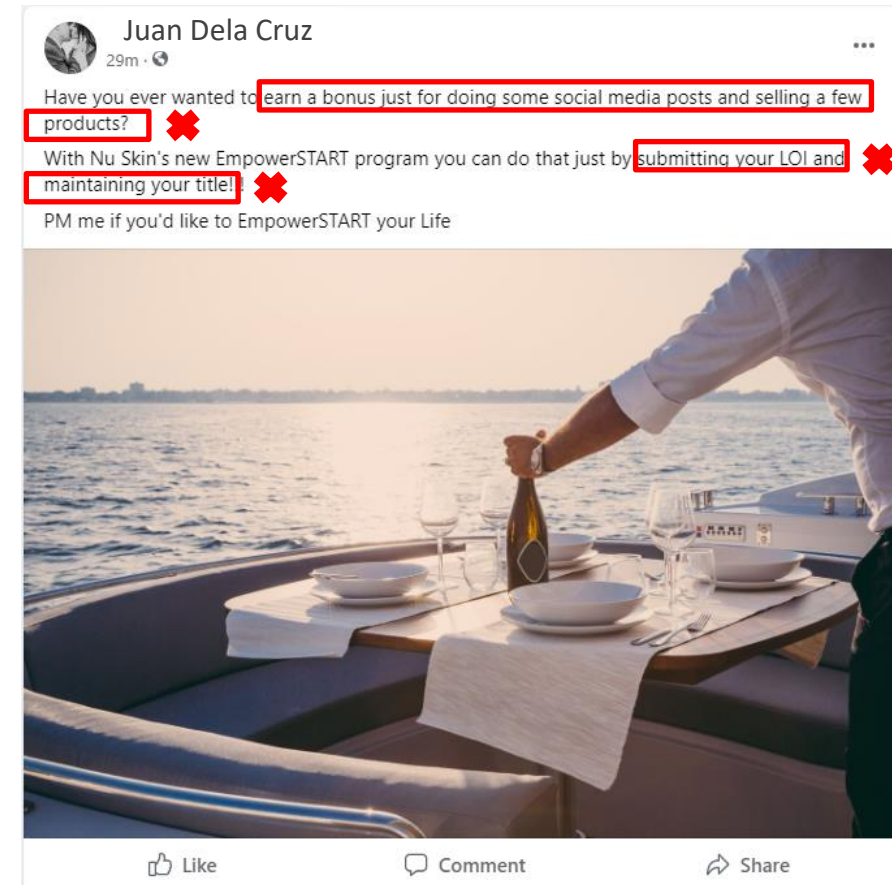 Juan Dela Cruz
29m ·
Have you ever wanted to earn a bonus just for doing some social media posts and selling a few
products?
With Nu Skin's new EmpowerSTART program you can do that just by submitting your LOI and
maintaining your title!!
PM me if you'd like to EmpowerSTART your Life
Like
Comment
Share